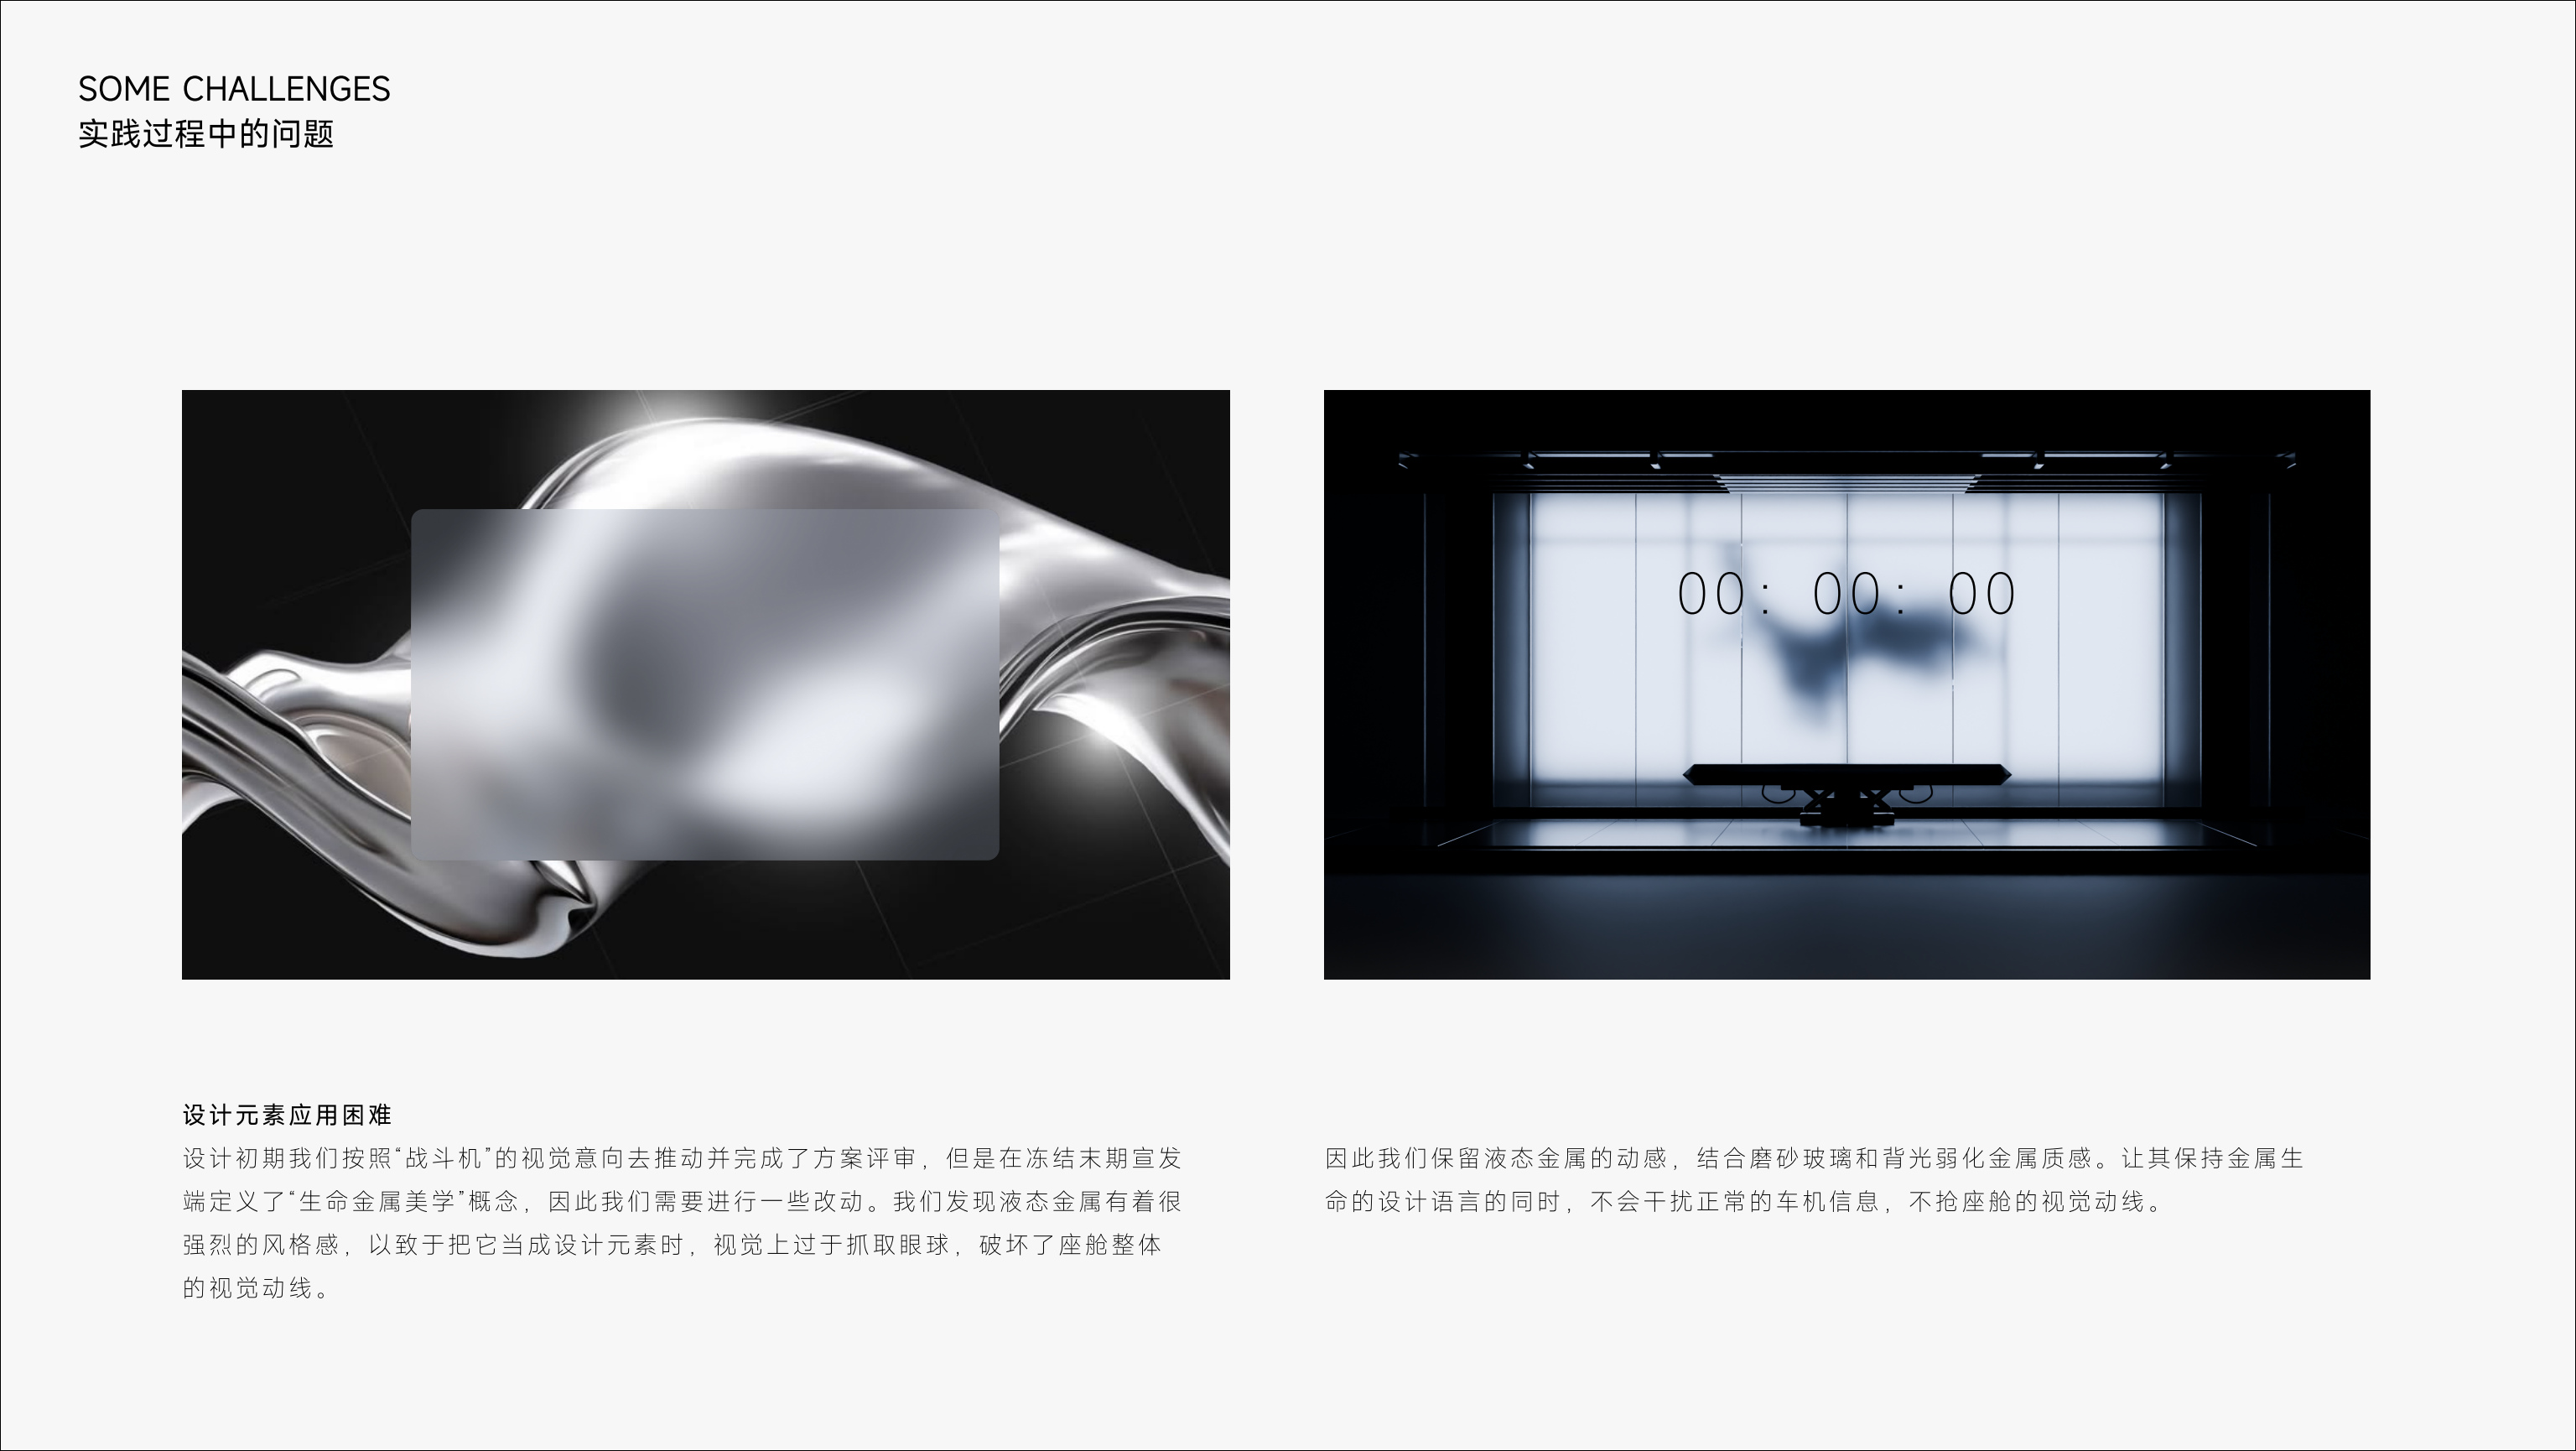 SOME CHALLENGES
实践过程中的问题
00: 00: 00
设计元素应用困难
设计初期我们按照“战斗机”的视觉意向去推动并完成了方案评审，但是在冻结末期宣发
端定义了“生命金属美学”概念，因此我们需要进行一些改动。我们发现液态金属有着很
强烈的风格感，以致于把它当成设计元素时，视觉上过于抓取眼球，破坏了座舱整体
的视觉动线。
因此我们保留液态金属的动感，结合磨砂玻璃和背光弱化金属质感。让其保持金属生
命的设计语言的同时，不会干扰正常的车机信息，不抢座舱的视觉动线。